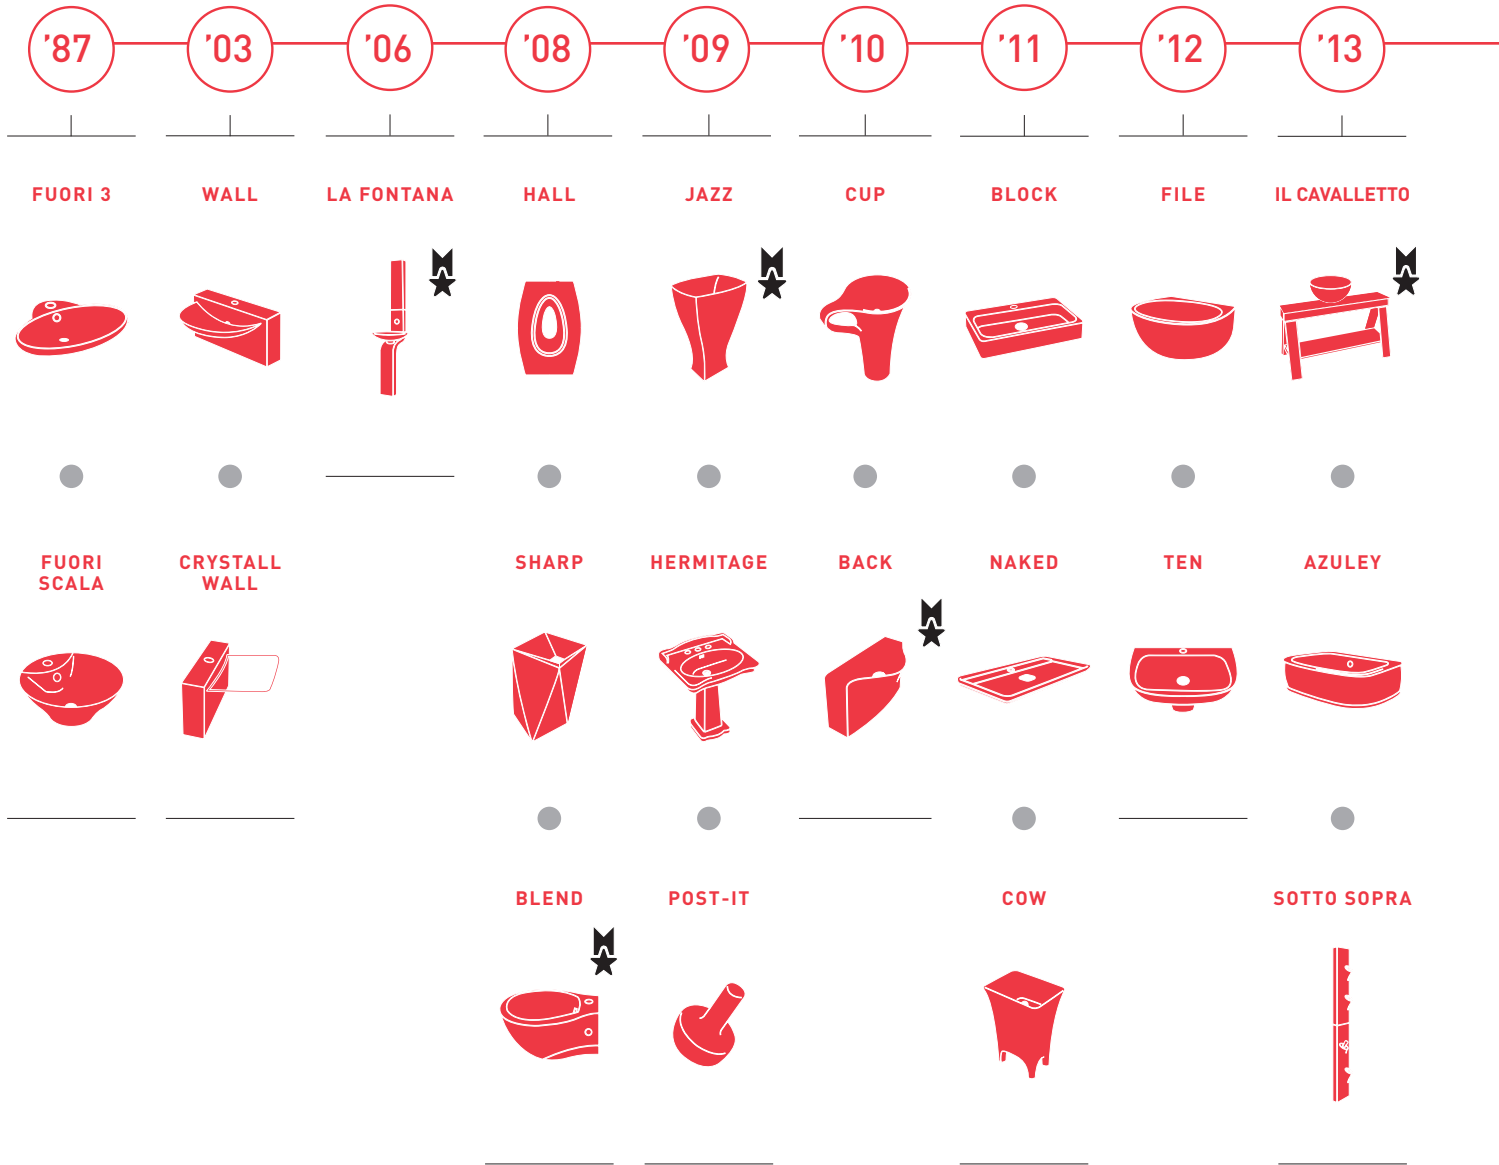 '87
'03
'06
'08
'09
'10
'11
'12
'13
FUORI 3
WALL
LA FONTANA
HALL
JAZZ
CUP
BLOCK
FILE
IL CAVALLETTO
FUORI
SCALA
CRYSTALL
WALL
SHARP
HERMITAGE
BACK
NAKED
TEN
AZULEY
BLEND
POST-IT
COW
SOTTO SOPRA